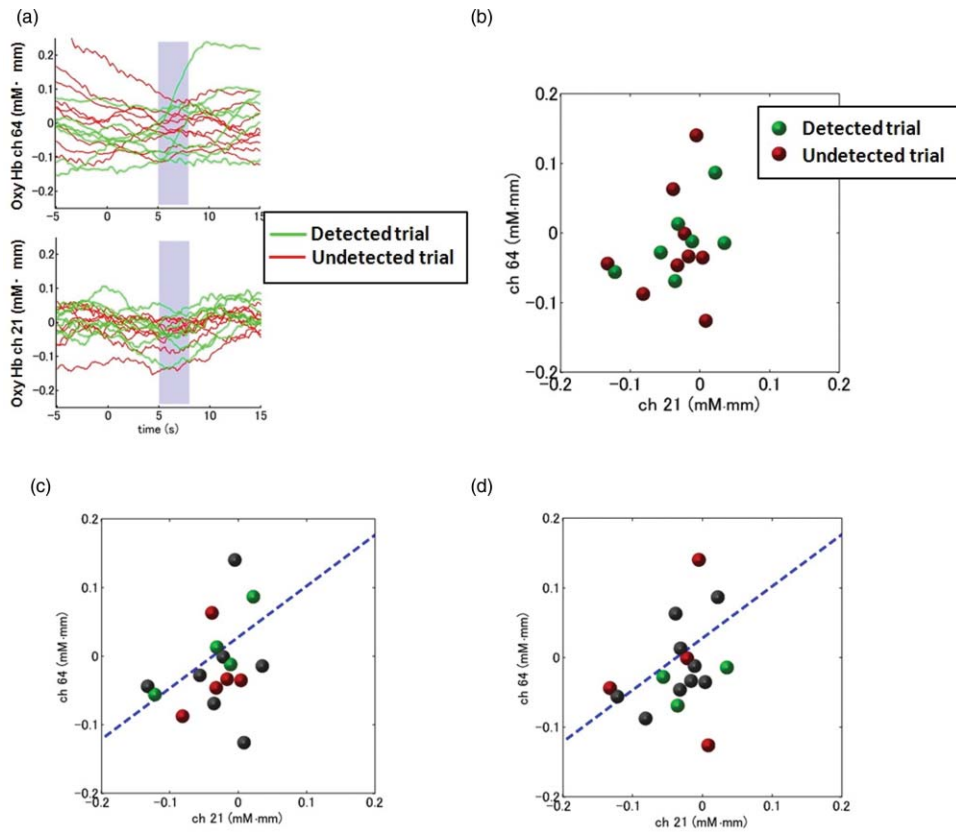 (a)
Oxy Hb ch 64 (mM· mm)
0.2
0.1
0
-0.1
-0.2
-5
0
5
10
15
Oxy Hb ch 21 (mM· mm)
0.2
0.1
0
-0.1
-0.2
-5
0
5
10
15
time (s)
Detected trial
Undetected trial
(b)
ch 64 (mM·mm)
0.2
0.1
0
-0.1
-0.2
-0.2
-0.1
0
0.1
0.2
ch 21 (mM·mm)
Detected trial
Undetected trial
(c)
ch 64 (mM·mm)
0.2
0.1
0
-0.1
-0.2
-0.2
-0.1
0
0.1
0.2
ch 21 (mM·mm)
(d)
ch 64 (mM·mm)
0.2
0.1
0
-0.1
-0.2
-0.2
-0.1
0
0.1
0.2
ch 21 (mM·mm)